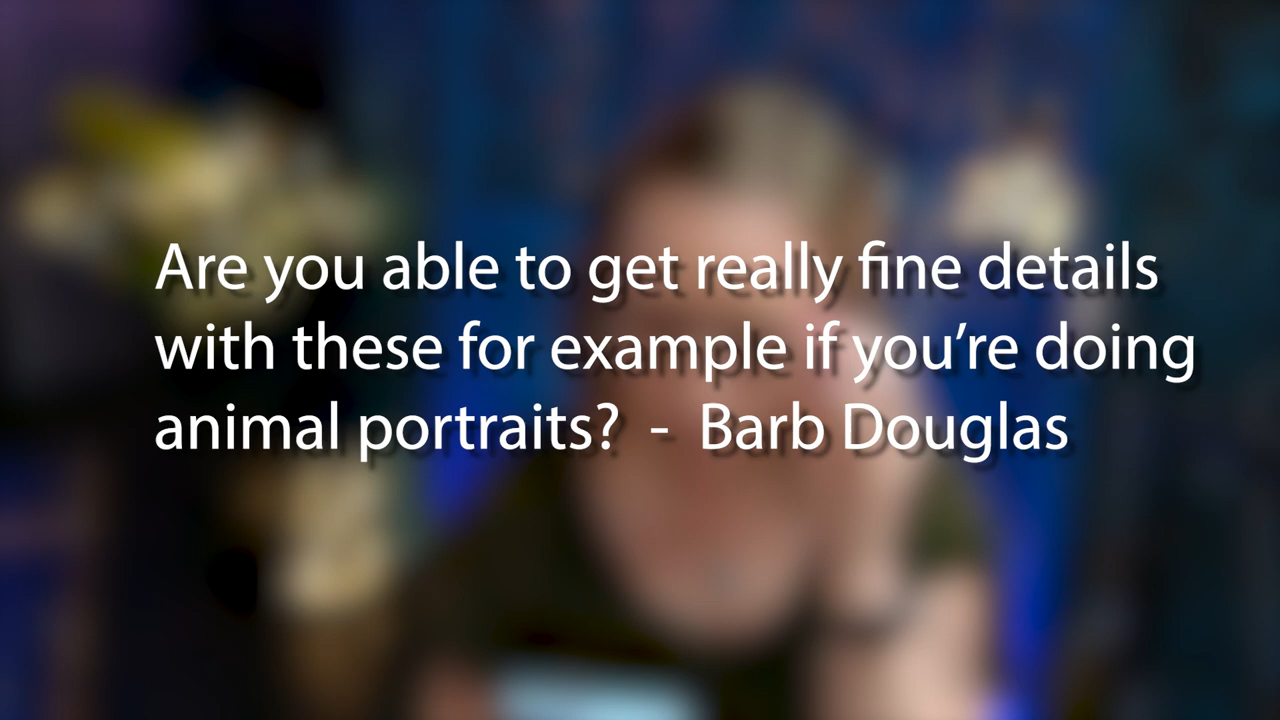 Are you able to get really fine details
with these for example if you’re doing
animal portraits?  -  Barb Douglas